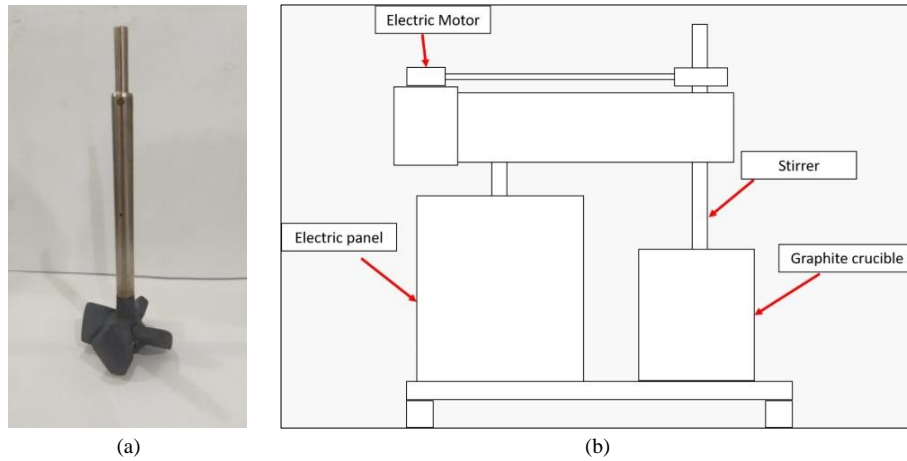 Electric Motor
Stirrer
Electric panel
Graphite crucible
(a)
(b)